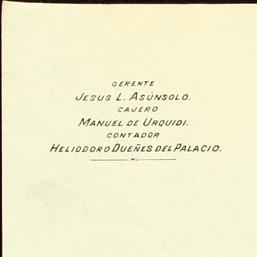 GERENTE
JESUS L. ASÚNSOLO.
CAJERO
MANUEL DE URQUIDI.
CONTADOR
HELIODORO DUEÑES DEL PALACIO.